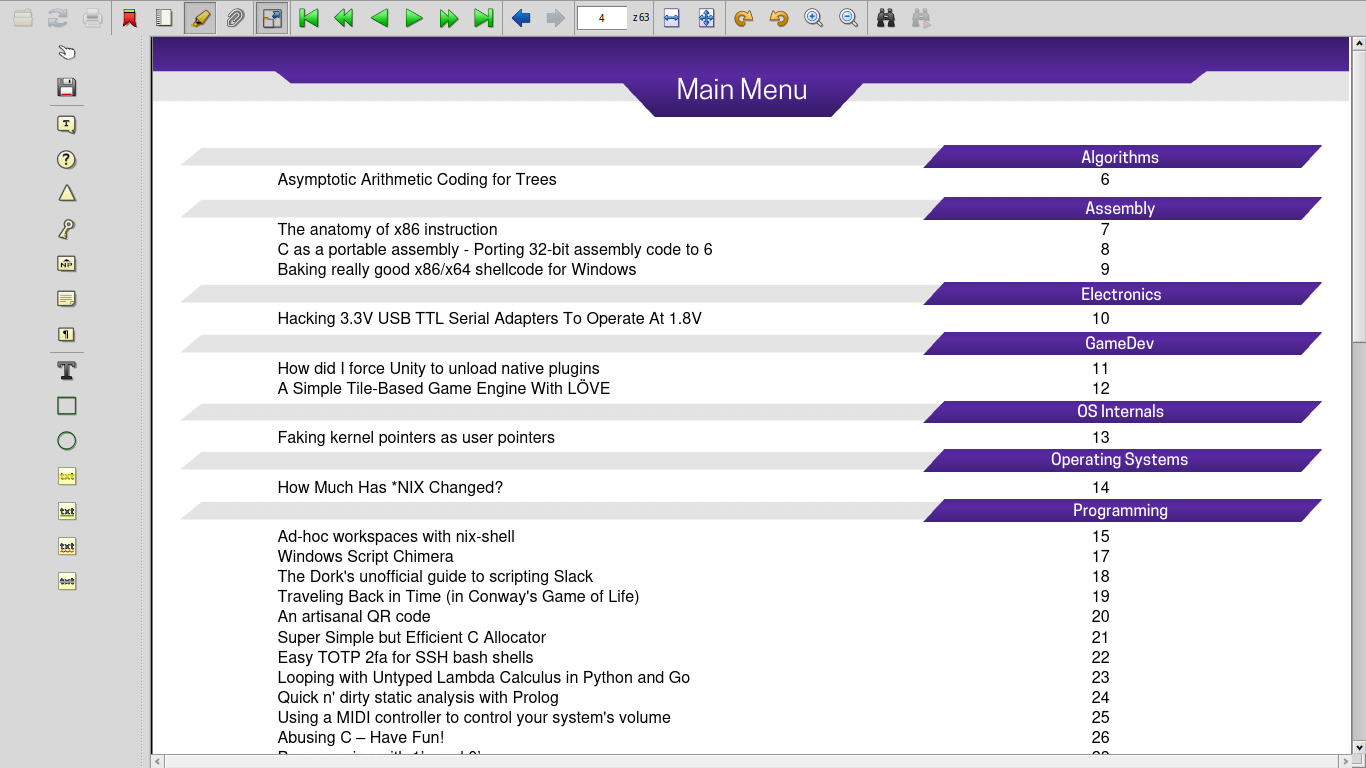 4 z 63
Main Menu
Algorithms
Asymptotic Arithmetic Coding for Trees 6
Assembly
The anatomy of x86 instruction 7
C as a portable assembly - Porting 32-bit assembly code to 6 8
Baking really good x86/x64 shellcode for Windows 9
Electronics
Hacking 3.3V USB TTL Serial Adapters To Operate At 1.8V 10
GameDev
How did I force Unity to unload native plugins 11
A Simple Tile-Based Game Engine With LÖVE 12
OS Internals
Faking kernel pointers as user pointers 13
Operating Systems
How Much Has *NIX Changed? 14
Programming
Ad-hoc workspaces with nix-shell 15
Windows Script Chimera 17
The Dork's unofficial guide to scripting Slack 18
Traveling Back in Time (in Conway's Game of Life) 19
An artisanal QR code 20
Super Simple but Efficient C Allocator 21
Easy TOTP 2fa for SSH bash shells 22
Looping with Untyped Lambda Calculus in Python and Go 23
Quick n' dirty static analysis with Prolog 24
Using a MIDI controller to control your system's volume 25
Abusing C – Have Fun! 26
T
?
NP
¶
T
txt
txt
txt
txt